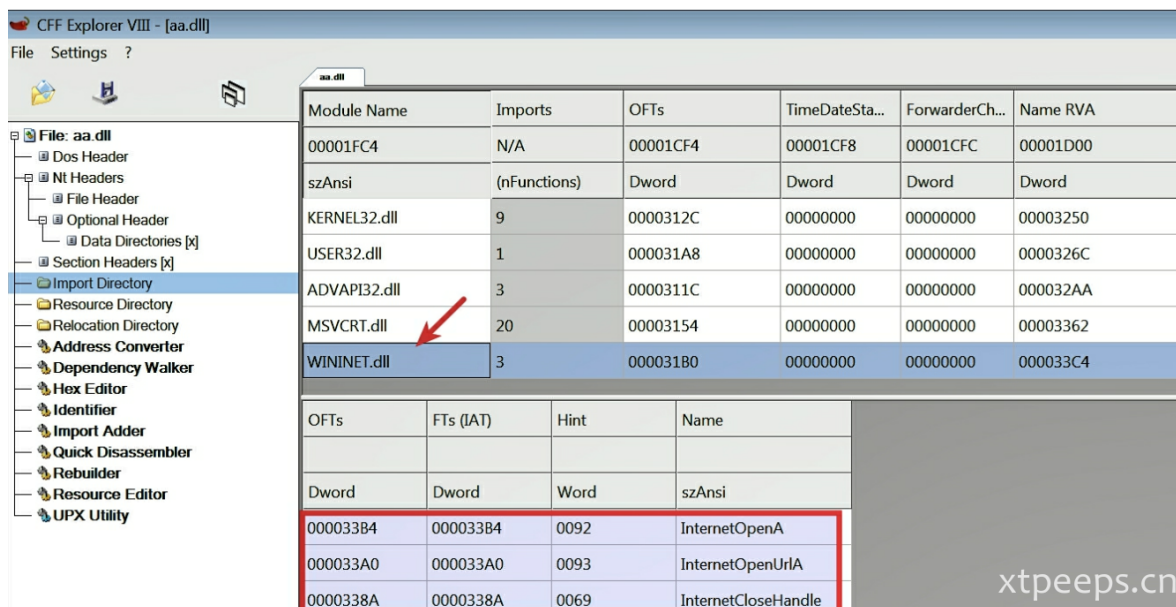 CFF Explorer VIII - [aa.dll]
File Settings ?
aa.dll
File: aa.dll
Dos Header
Nt Headers
File Header
Optional Header
Data Directories [x]
Section Headers [x]
Import Directory
Resource Directory
Relocation Directory
Address Converter
Dependency Walker
Hex Editor
Identifier
Import Adder
Quick Disassembler
Rebuilder
Resource Editor
UPX Utility
Module Name Imports OFTs TimeDateSta... ForwarderCh... Name RVA
00001FC4 N/A 00001CF4 00001CF8 00001CFC 00001D00
szAnsi (nFunctions) Dword Dword Dword Dword
KERNEL32.dll 9 0000312C 00000000 00000000 00003250
USER32.dll 1 000031A8 00000000 00000000 0000326C
ADVAPI32.dll 3 0000311C 00000000 00000000 000032AA
MSVCRT.dll 20 00003154 00000000 00000000 00003362
WININET.dll 3 000031B0 00000000 00000000 000033C4
OFTs FTs (IAT) Hint Name
Dword Dword Word szAnsi
000033B4 000033B4 0092 InternetOpenA
000033A0 000033A0 0093 InternetOpenUrlA
0000338A 0000338A 0069 InternetCloseHandle
xtpeeps.cn